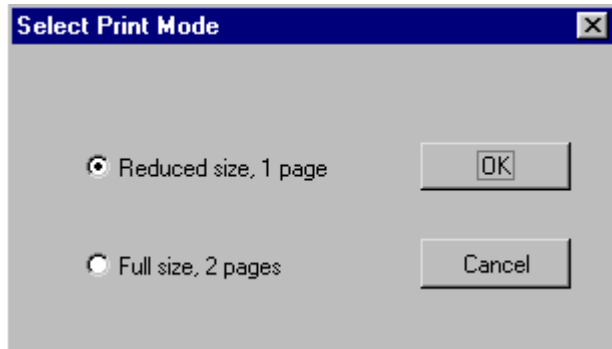 Select Print Mode
Reduced size, 1 page
OK
Full size, 2 pages
Cancel